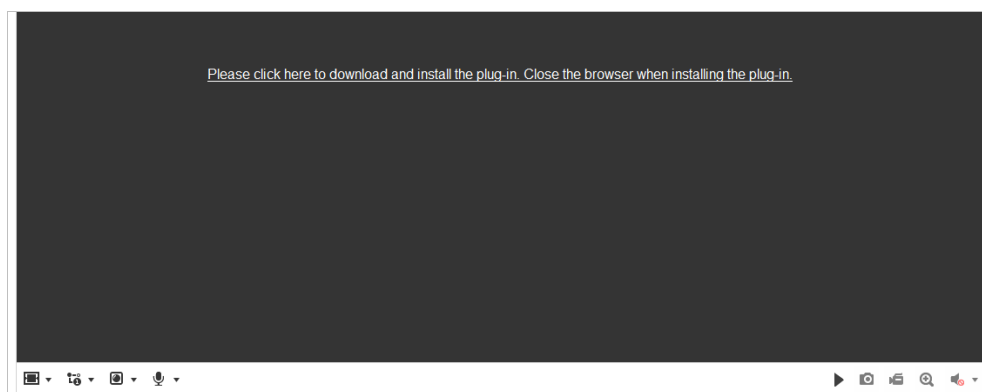 Please click here to download and install the plug-in. Close the browser when installing the plug-in.